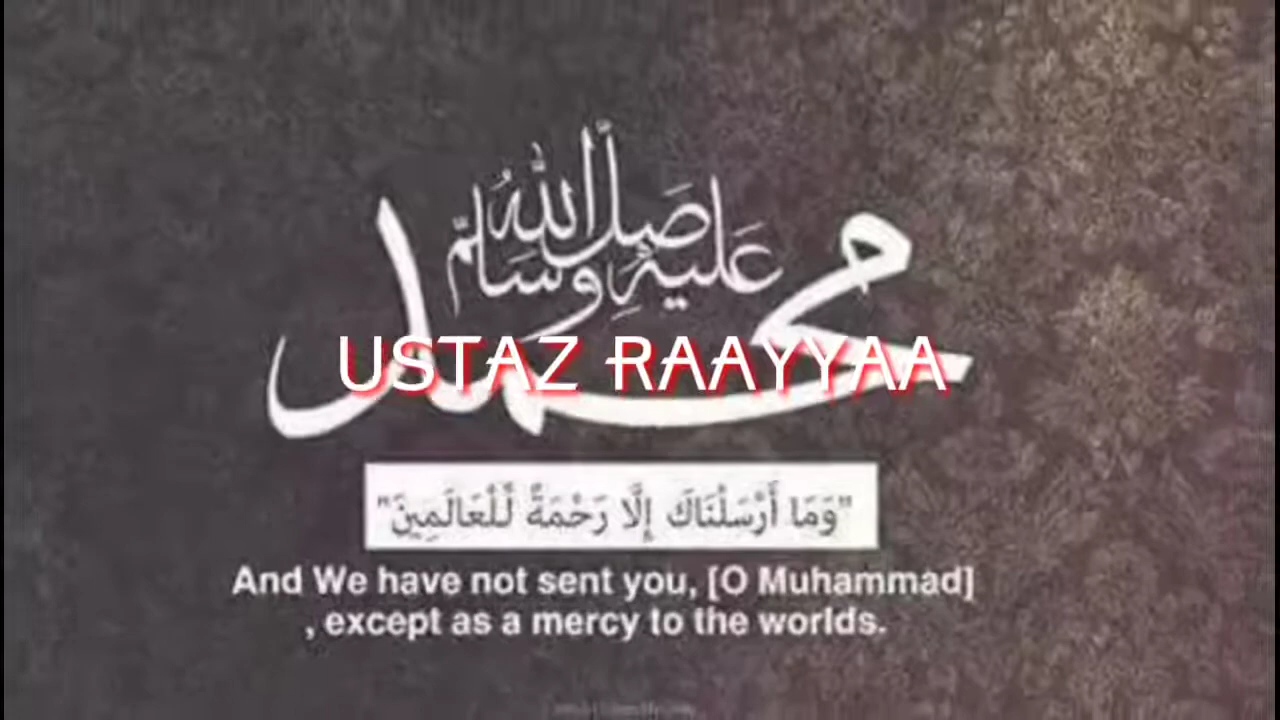 صلى الله
عليه وسلم
محمد
USTAZ RAAYYAA
"وَمَا أَرْسَلْنَاكَ إِلَّا رَحْمَةً لِّلْعَالَمِينَ"
And We have not sent you, [O Muhammad]
, except as a mercy to the worlds.